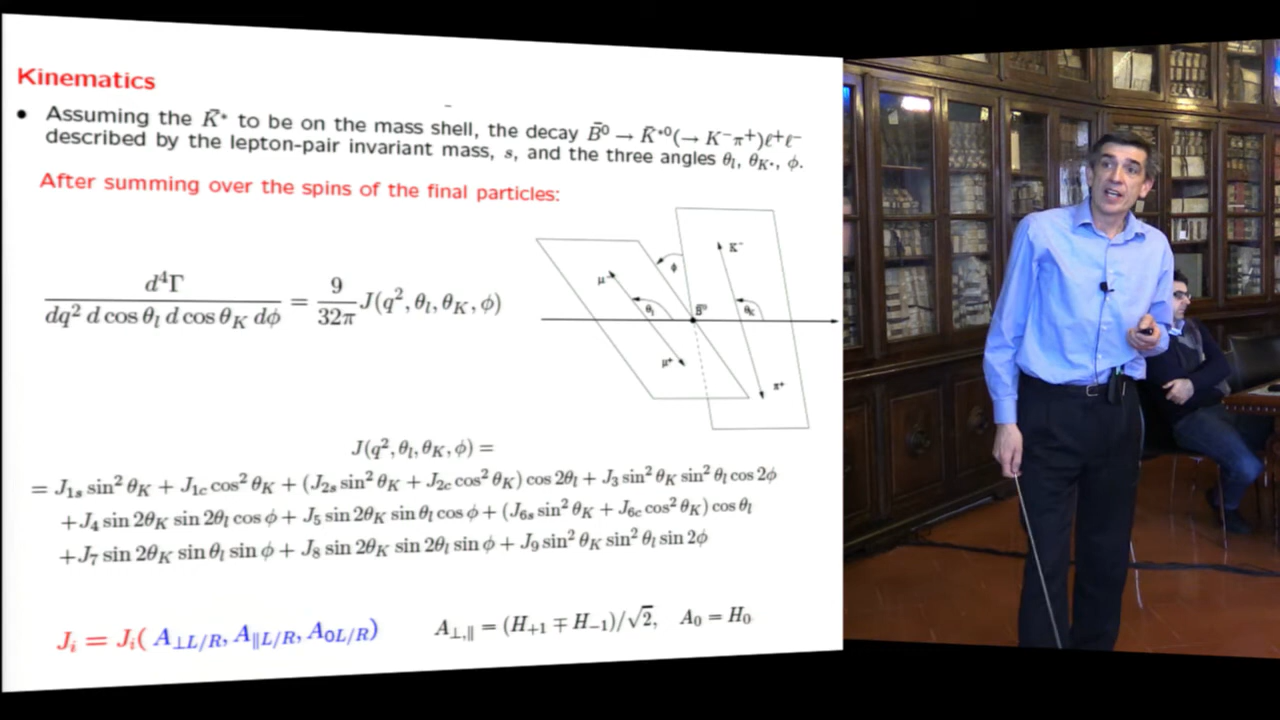 Kinematics
• Assuming the K̄* to be on the mass shell, the decay B̄⁰ → K̄*⁰(→ K⁻π⁺)ℓ⁺ℓ⁻
described by the lepton-pair invariant mass, s, and the three angles θ_l, θ_K*, ϕ.
After summing over the spins of the final particles:
d⁴Γ / (dq² d cos θ_l d cos θ_K dϕ) = 9/(32π) J(q², θ_l, θ_K, ϕ)
K⁻
ϕ
μ⁻
θ_l
B̄⁰
θ_K
μ⁺
π⁺
J(q², θ_l, θ_K, ϕ) =
= J_1s sin² θ_K + J_1c cos² θ_K + (J_2s sin² θ_K + J_2c cos² θ_K) cos 2θ_l + J_3 sin² θ_K sin² θ_l cos 2ϕ
+J_4 sin 2θ_K sin 2θ_l cos ϕ + J_5 sin 2θ_K sin θ_l cos ϕ + (J_6s sin² θ_K + J_6c cos² θ_K) cos θ_l
+J_7 sin 2θ_K sin θ_l sin ϕ + J_8 sin 2θ_K sin 2θ_l sin ϕ + J_9 sin² θ_K sin² θ_l sin 2ϕ
J_i = J_i( A_⊥L/R, A_∥L/R, A_0L/R) A_⊥,∥ = (H_+1 ∓ H_−1)/√2, A_0 = H_0